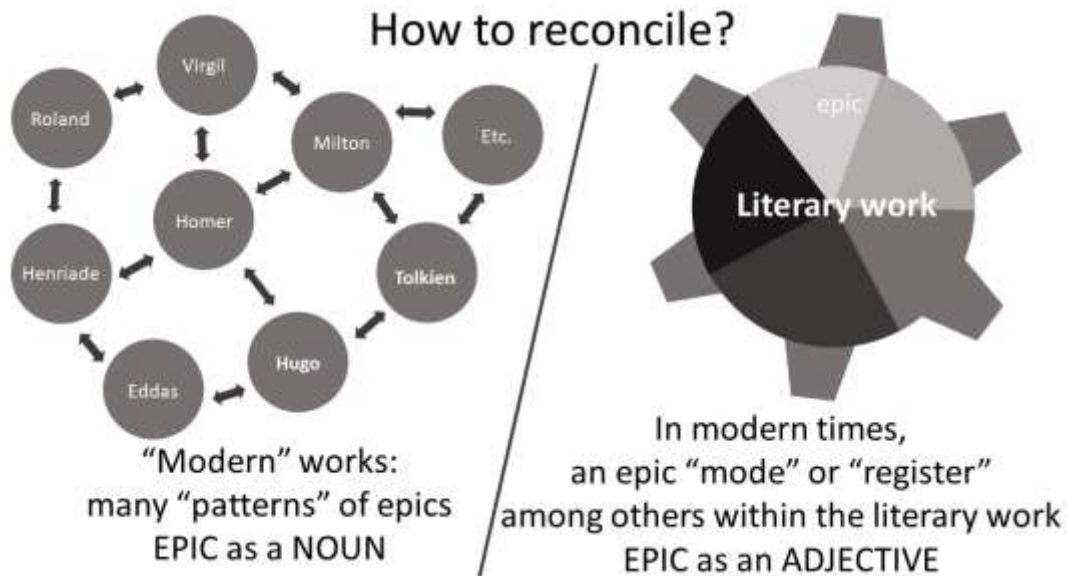 How to reconcile?
Virgil
Roland
Milton
Etc.
Homer
Henriade
Tolkien
Hugo
Eddas
“Modern” works:
many “patterns” of epics
EPIC as a NOUN
epic
Literary work
In modern times,
an epic “mode” or “register”
among others within the literary work
EPIC as an ADJECTIVE